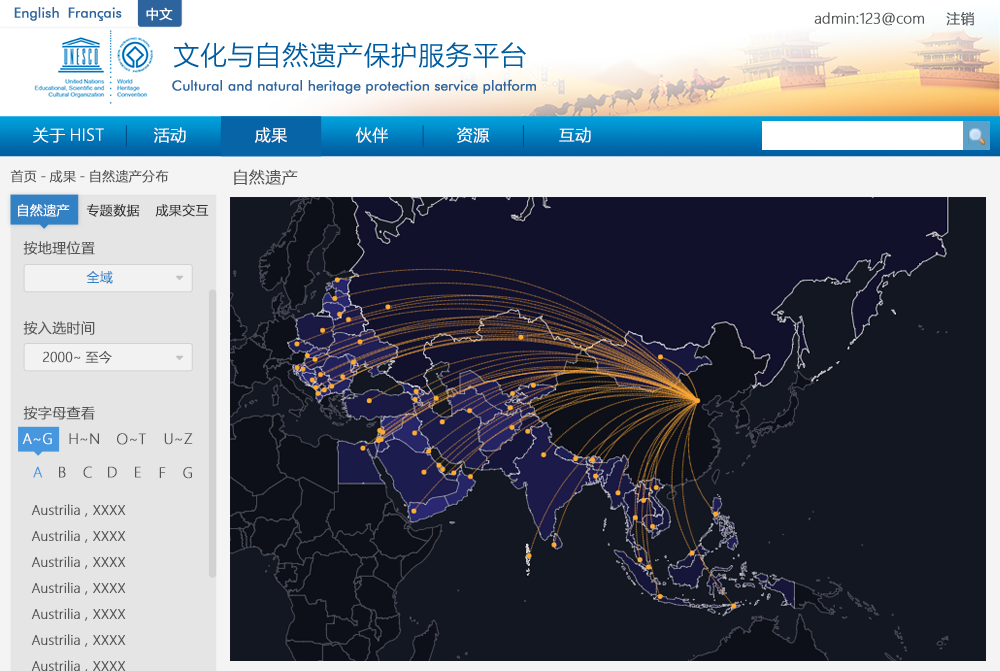 English Français 中文
admin:123@com 注销
UNESCO
United Nations
Educational, Scientific and
Cultural Organization
World
Heritage
Convention
文化与自然遗产保护服务平台
Cultural and natural heritage protection service platform
关于 HIST 活动 成果 伙伴 资源 互动
首页 - 成果 - 自然遗产分布
自然遗产
自然遗产 专题数据 成果交互
按地理位置
全域
按入选时间
2000~ 至今
按字母查看
A~G H~N O~T U~Z
A B C D E F G
Austrilia , XXXX
Austrilia , XXXX
Austrilia , XXXX
Austrilia , XXXX
Austrilia , XXXX
Austrilia , XXXX
Austrilia , XXXX